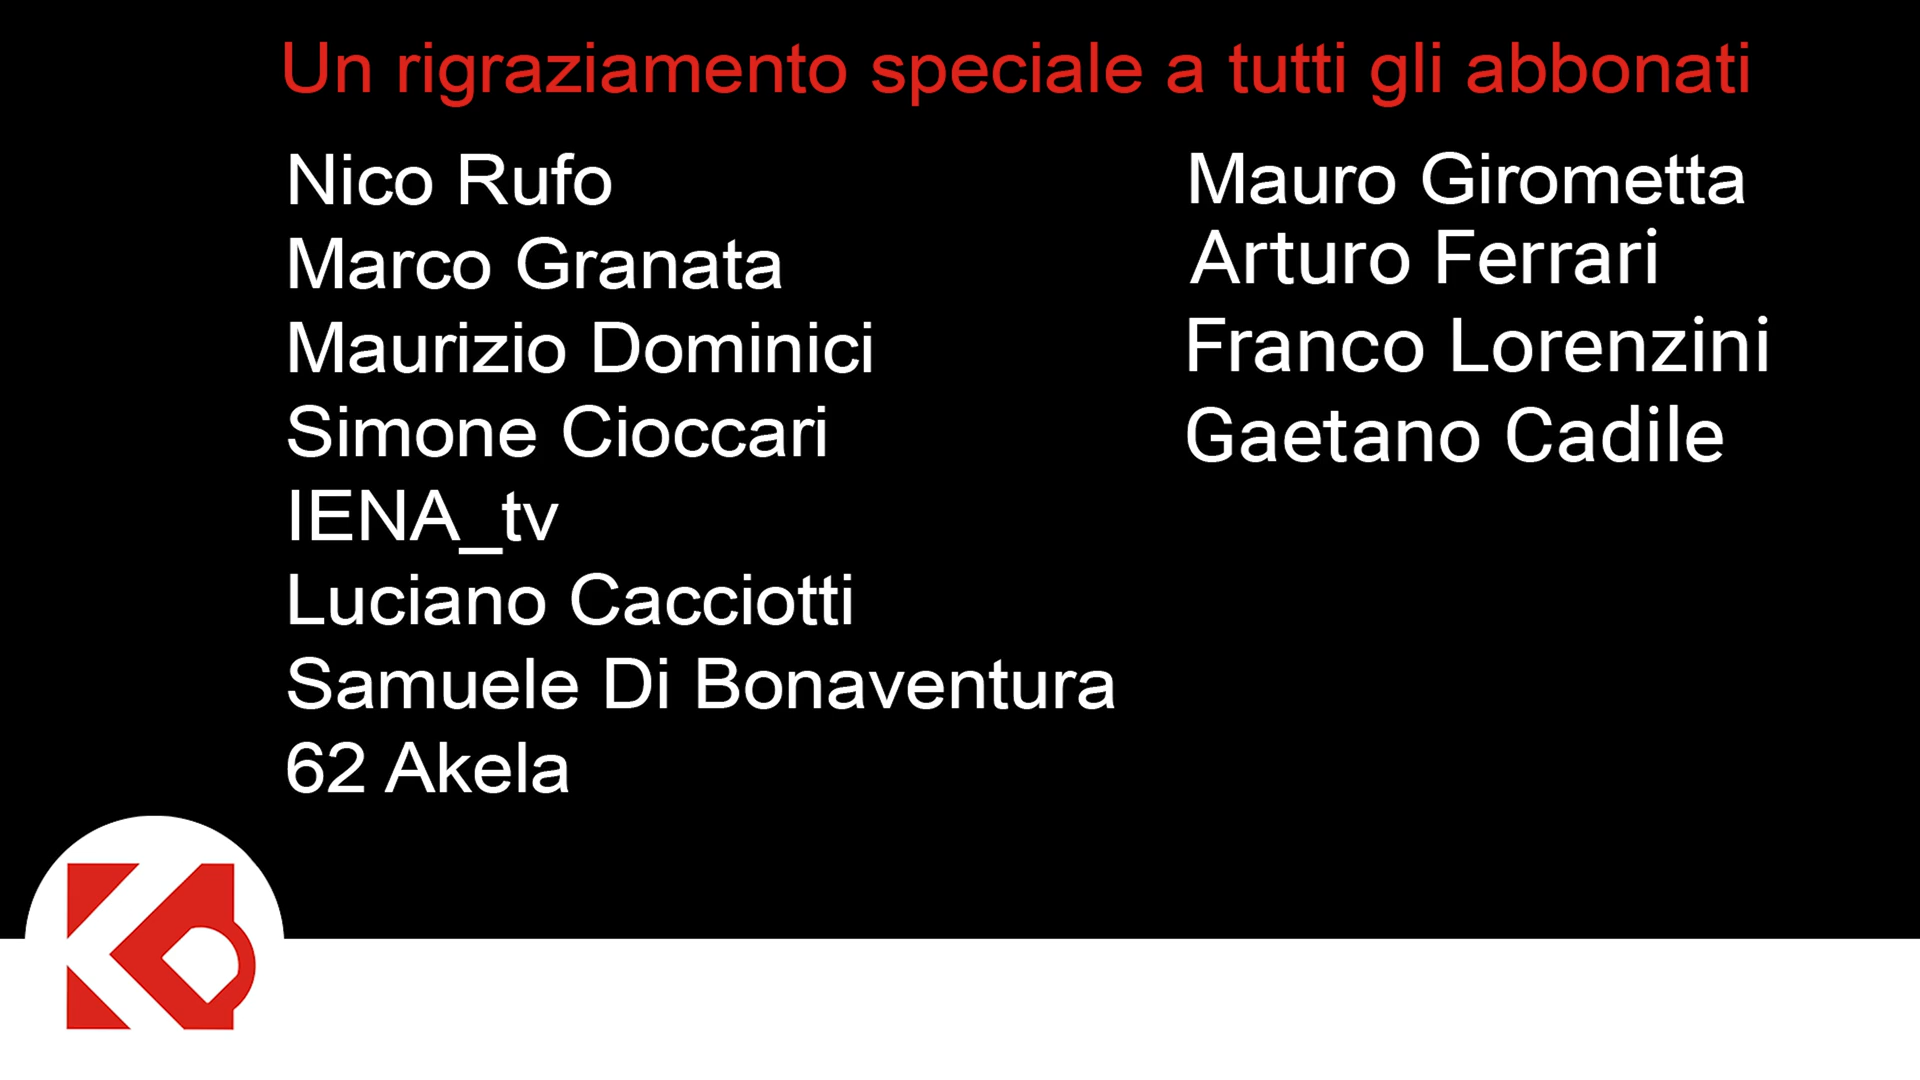 Un rigraziamento speciale a tutti gli abbonati
Nico Rufo
Marco Granata
Maurizio Dominici
Simone Cioccari
IENA_tv
Luciano Cacciotti
Samuele Di Bonaventura
62 Akela
Mauro Girometta
Arturo Ferrari
Franco Lorenzini
Gaetano Cadile